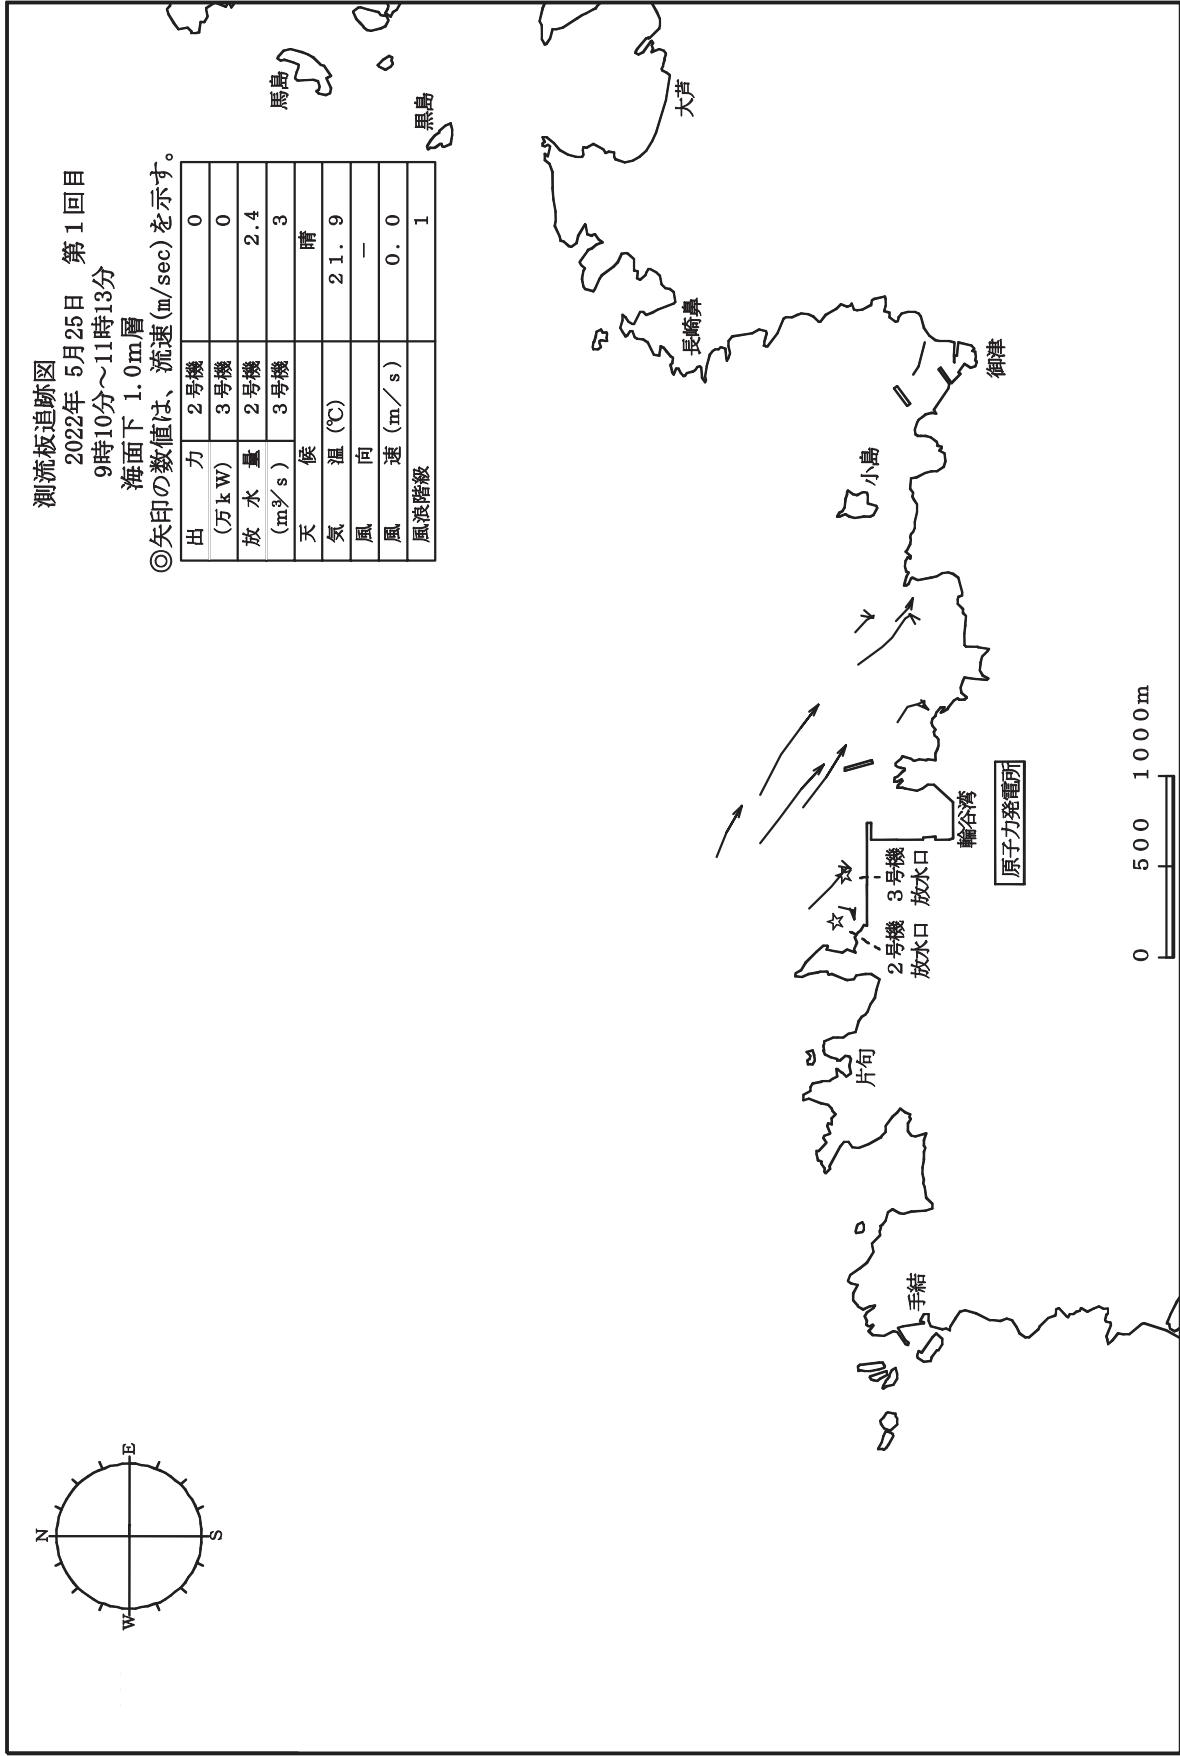 測流板追跡図
2022年 5月25日 第1回目
9時10分～11時13分
海面下 1.0m層
◎矢印の数値は、流速(m/sec)を示す。
出力 2号機 0
(万kW) 3号機 0
放水量 2号機 2.4
(m³/s) 3号機 3
天候 晴
気温(℃) 21.9
風向 －
風速(m/s) 0.0
風浪階級 1
N
W
E
S
馬島
黒島
大芦
長崎鼻
御津
小島
輪谷湾
原子力発電所
3号機
放水口
2号機
放水口
片句
手結
0 500 1000m